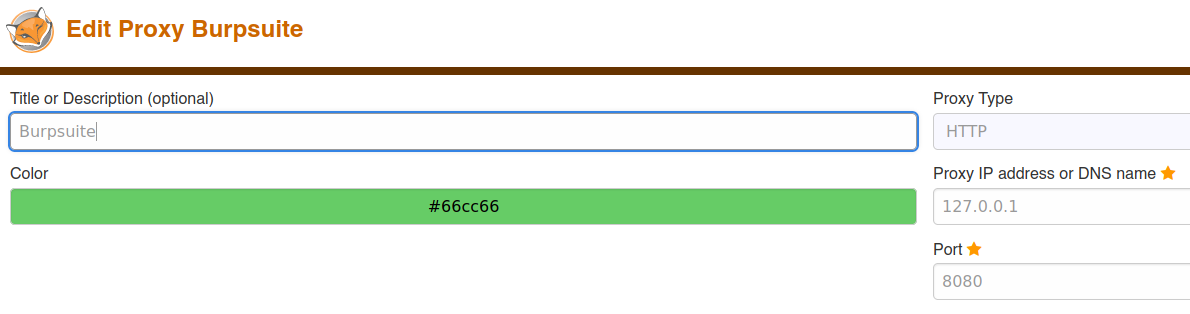 Edit Proxy Burpsuite
Title or Description (optional)
Burpsuite
Color
#66cc66
Proxy Type
HTTP
Proxy IP address or DNS name
127.0.0.1
Port
8080